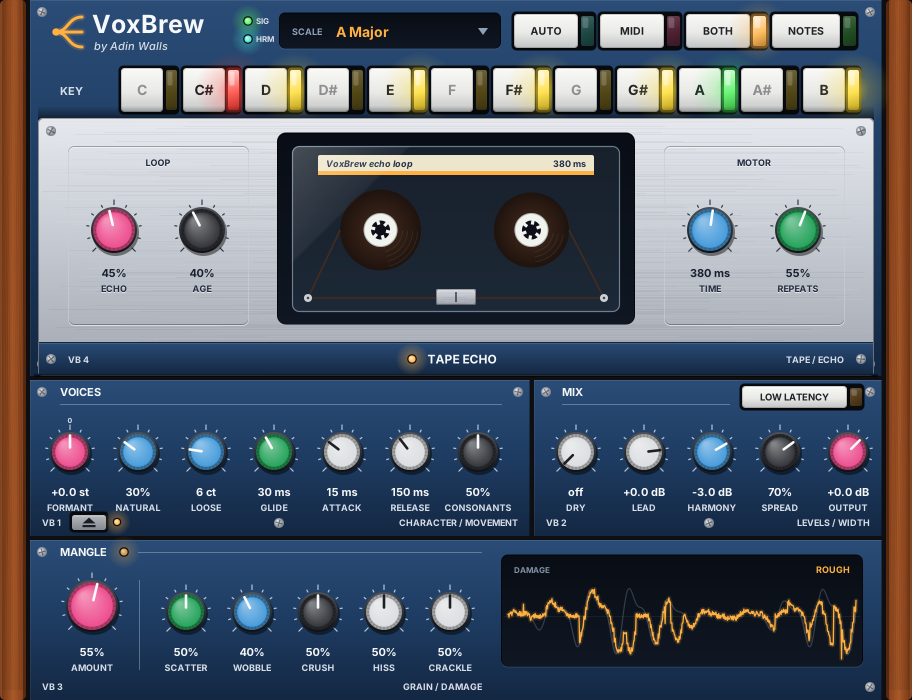 VoxBrew
by Adin Walls
SIG
HRM
SCALE A Major
AUTO MIDI BOTH NOTES
KEY C C# D D# E F F# G G# A A# B
LOOP
VoxBrew echo loop 380 ms
MOTOR
45% 40% 380 ms 55%
ECHO AGE TIME REPEATS
VB 4 TAPE ECHO TAPE / ECHO
VOICES
MIX LOW LATENCY
0
+0.0 st 30% 6 ct 30 ms 15 ms 150 ms 50%
FORMANT NATURAL LOOSE GLIDE ATTACK RELEASE CONSONANTS
VB 1 CHARACTER / MOVEMENT
off +0.0 dB -3.0 dB 70% +0.0 dB
DRY LEAD HARMONY SPREAD OUTPUT
VB 2 LEVELS / WIDTH
MANGLE
DAMAGE ROUGH
55% 50% 40% 50% 50% 50%
AMOUNT SCATTER WOBBLE CRUSH HISS CRACKLE
VB 3 GRAIN / DAMAGE